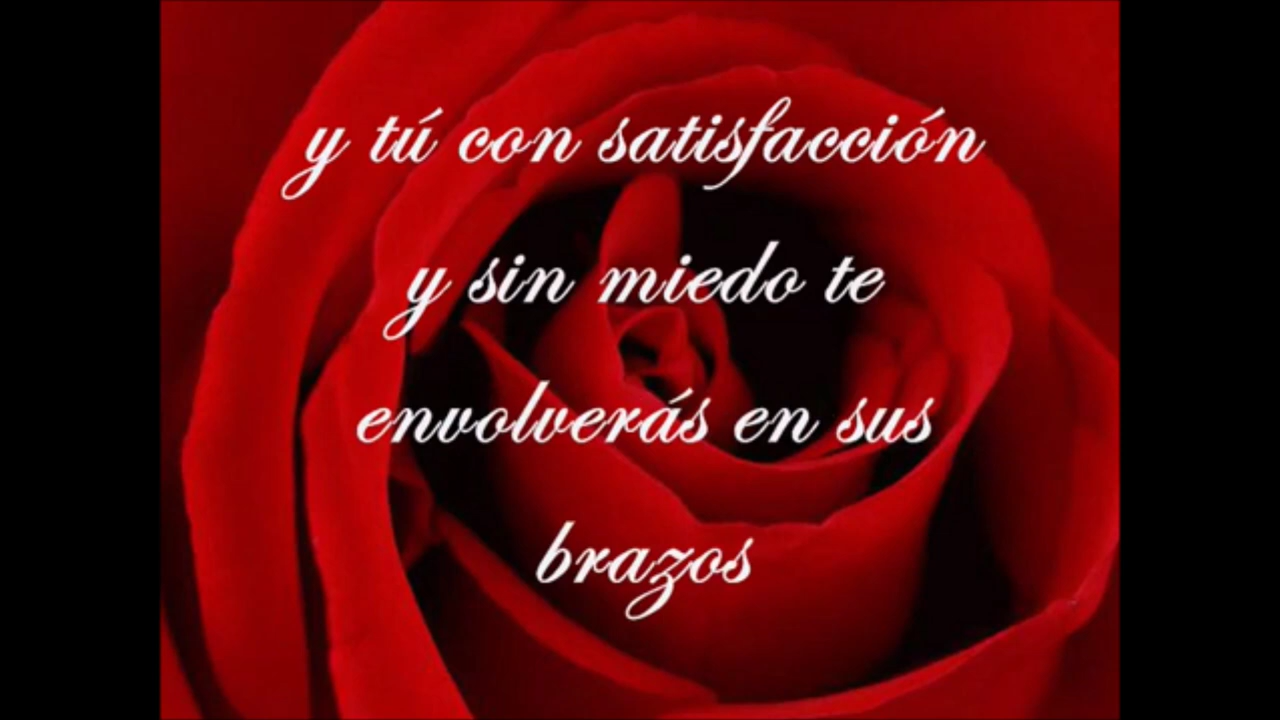 y tú con satisfacción
y sin miedo te
envolverás en sus
brazos